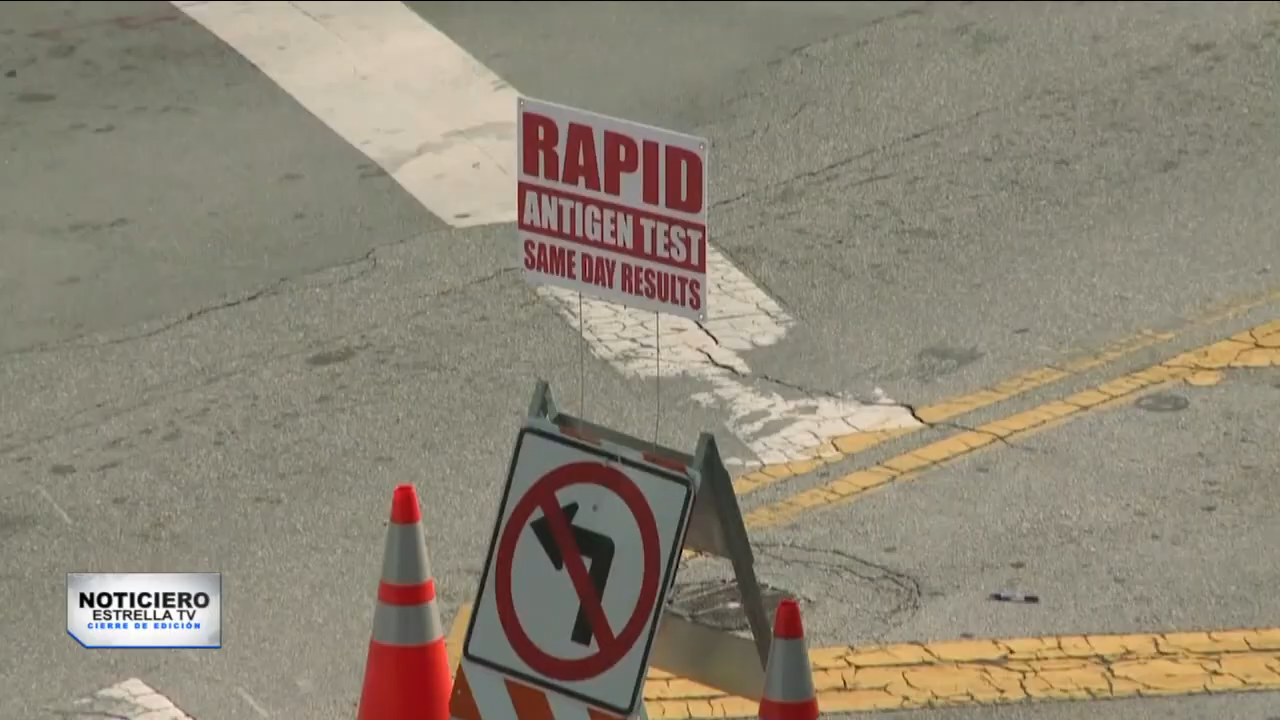 RAPID
ANTIGEN TEST
SAME DAY RESULTS
NOTICIERO
ESTRELLA TV
CIERRE DE EDICIÓN